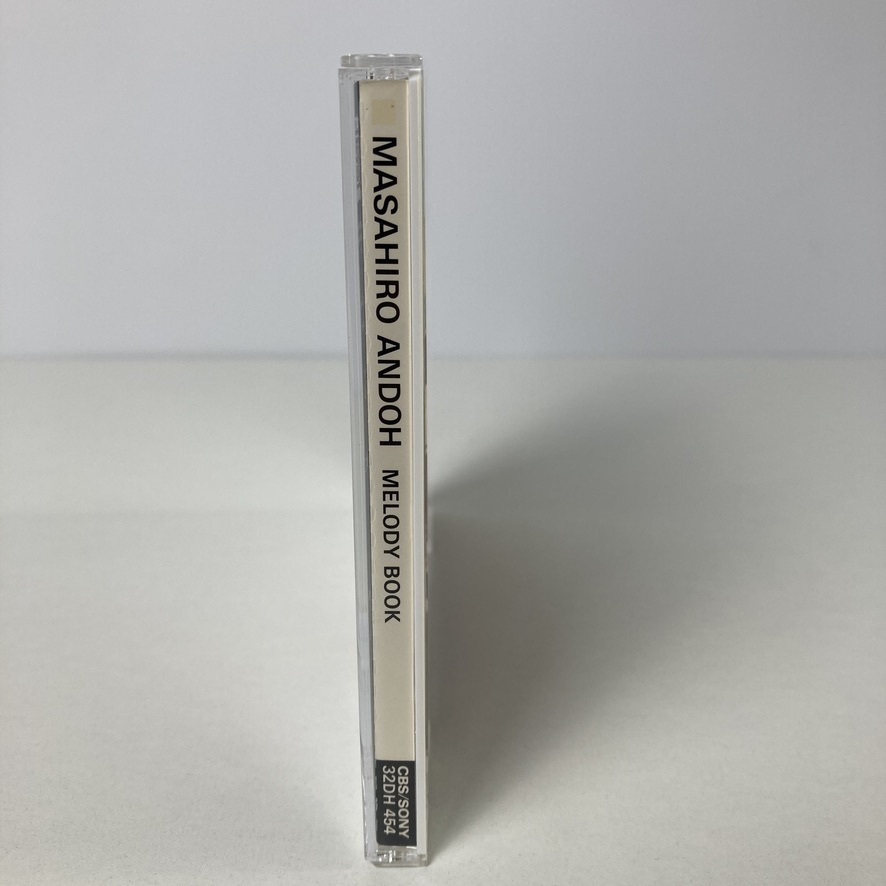 MASAHIRO ANDOH MELODY BOOK
CBS/SONY
32DH 454